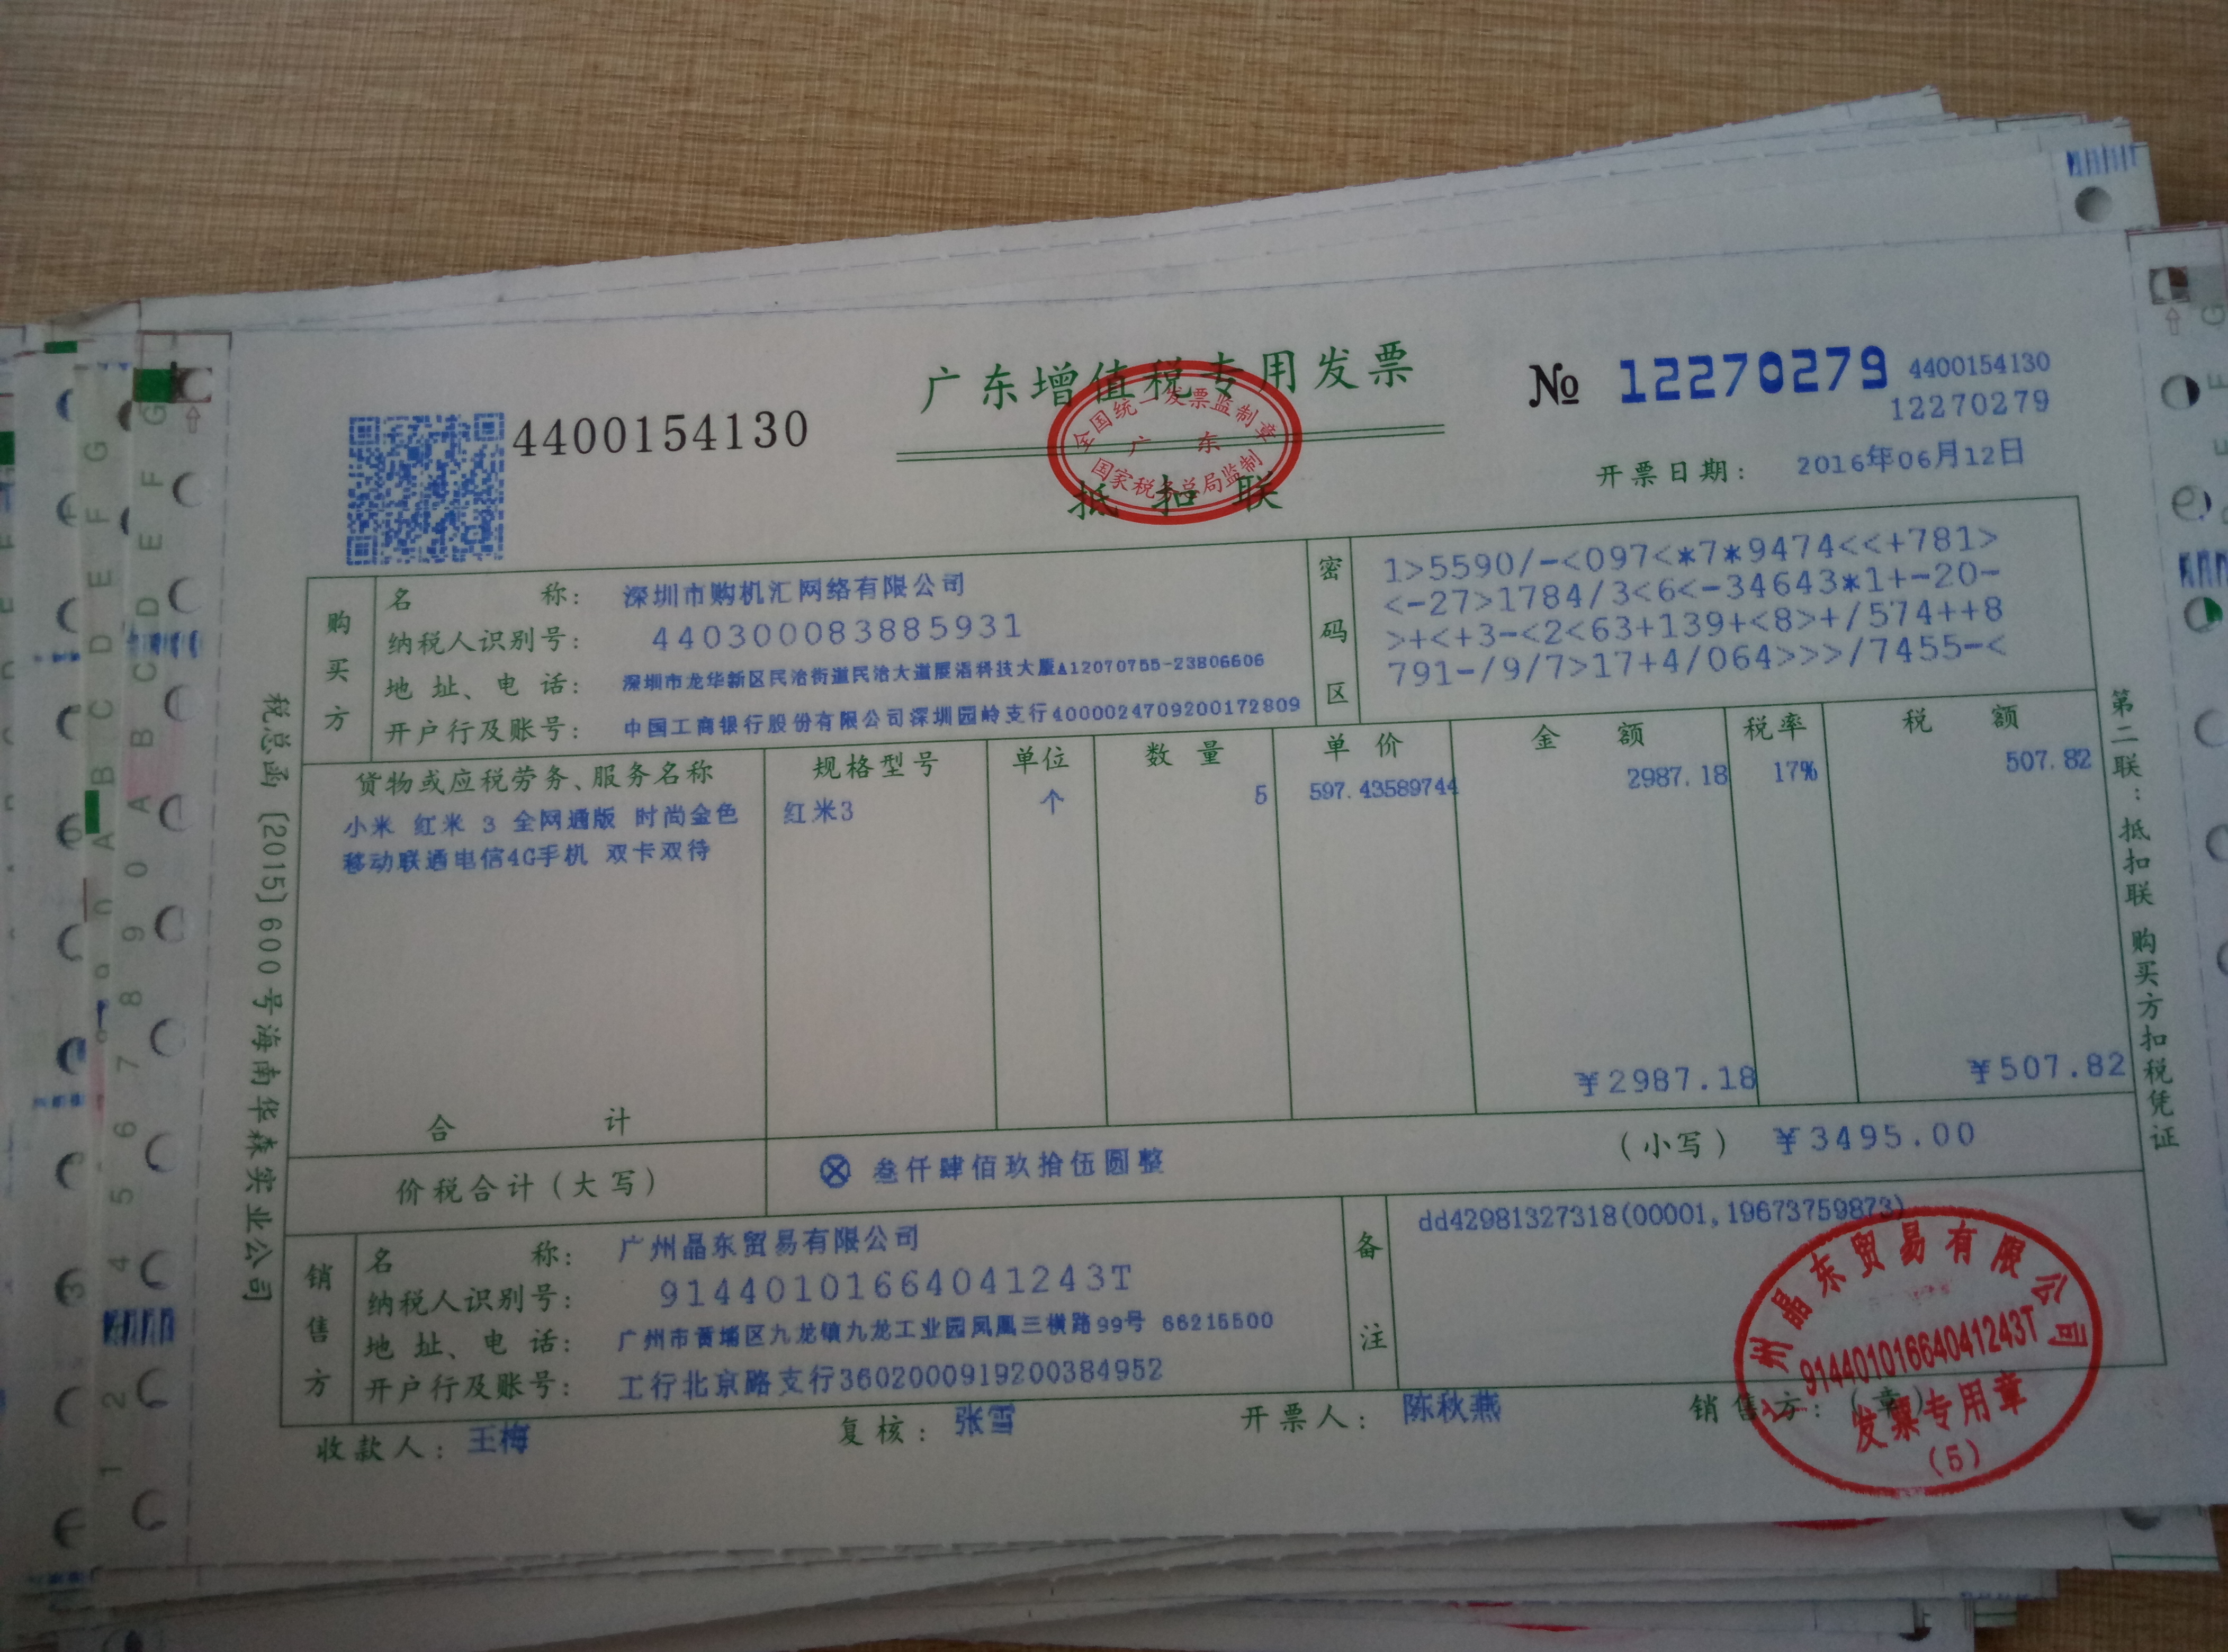 广东增值税专用发票
4400154130
№ 12270279
4400154130
12270279
全国统一发票监制章
广 东
国家税务总局监制
抵 扣 联
开票日期： 2016年06月12日
购买方
名 称： 深圳市购机汇网络有限公司
纳税人识别号： 440300083885931
地 址、电 话： 深圳市龙华新区民治街道民治大道展滔科技大厦A12070755-23806606
开户行及账号： 中国工商银行股份有限公司深圳园岭支行4000024709200172809
密码区
1>5590/-<097<*7*9474<<+781>
<-27>1784/3<6<-34643*1+-20-
>+<+3-<2<63+139+<8>+/574++8
791-/9/7>17+4/064>>>/7455-<
货物或应税劳务、服务名称 规格型号 单位 数 量 单 价 金 额 税率 税 额
小米 红米 3 全网通版 时尚金色 红米3 个 5 597.43589744 2987.18 17% 507.82
移动联通电信4G手机 双卡双待
合 计 ¥2987.18 ¥507.82
价税合计（大写） ⊗ 叁仟肆佰玖拾伍圆整 （小写） ¥3495.00
销售方
名 称： 广州晶东贸易有限公司
纳税人识别号： 91440101664041243T
地 址、电 话： 广州市黄埔区九龙镇九龙工业园凤凰三横路99号 66215500
开户行及账号： 工行北京路支行3602000919200384952
备注
dd42981327318(00001,19673759873)
收款人： 王梅 复核： 张雪 开票人： 陈秋燕 销售方：（章）
广州晶东贸易有限公司
91440101664041243T
发票专用章
(5)
税总函〔2015〕600号海南华森实业公司
第二联：抵扣联 购买方扣税凭证